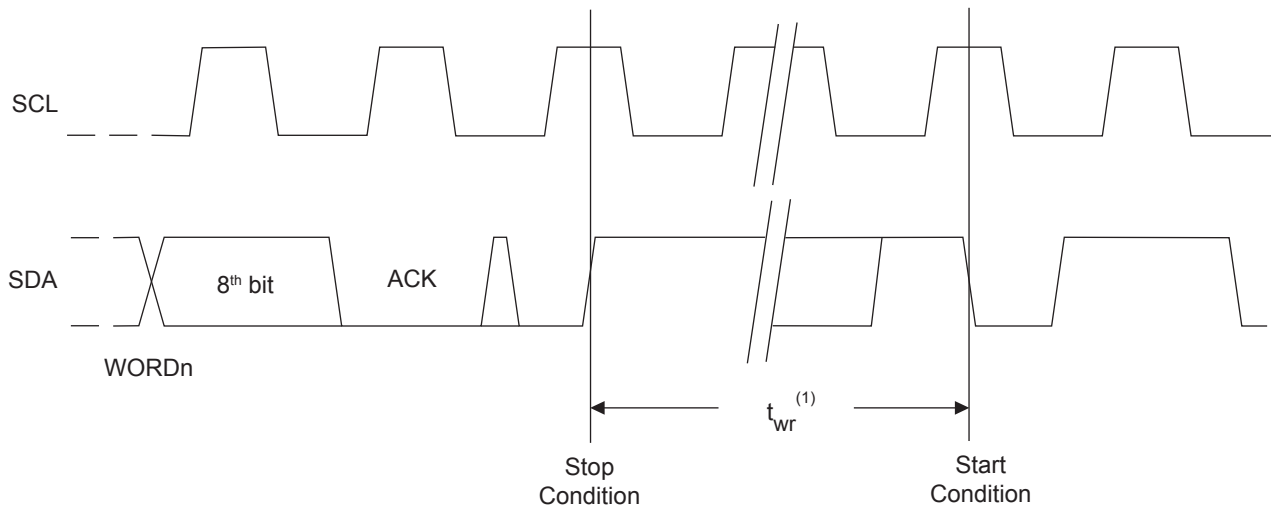 SCL
SDA
8th bit
ACK
WORDn
twr(1)
Stop
Condition
Start
Condition